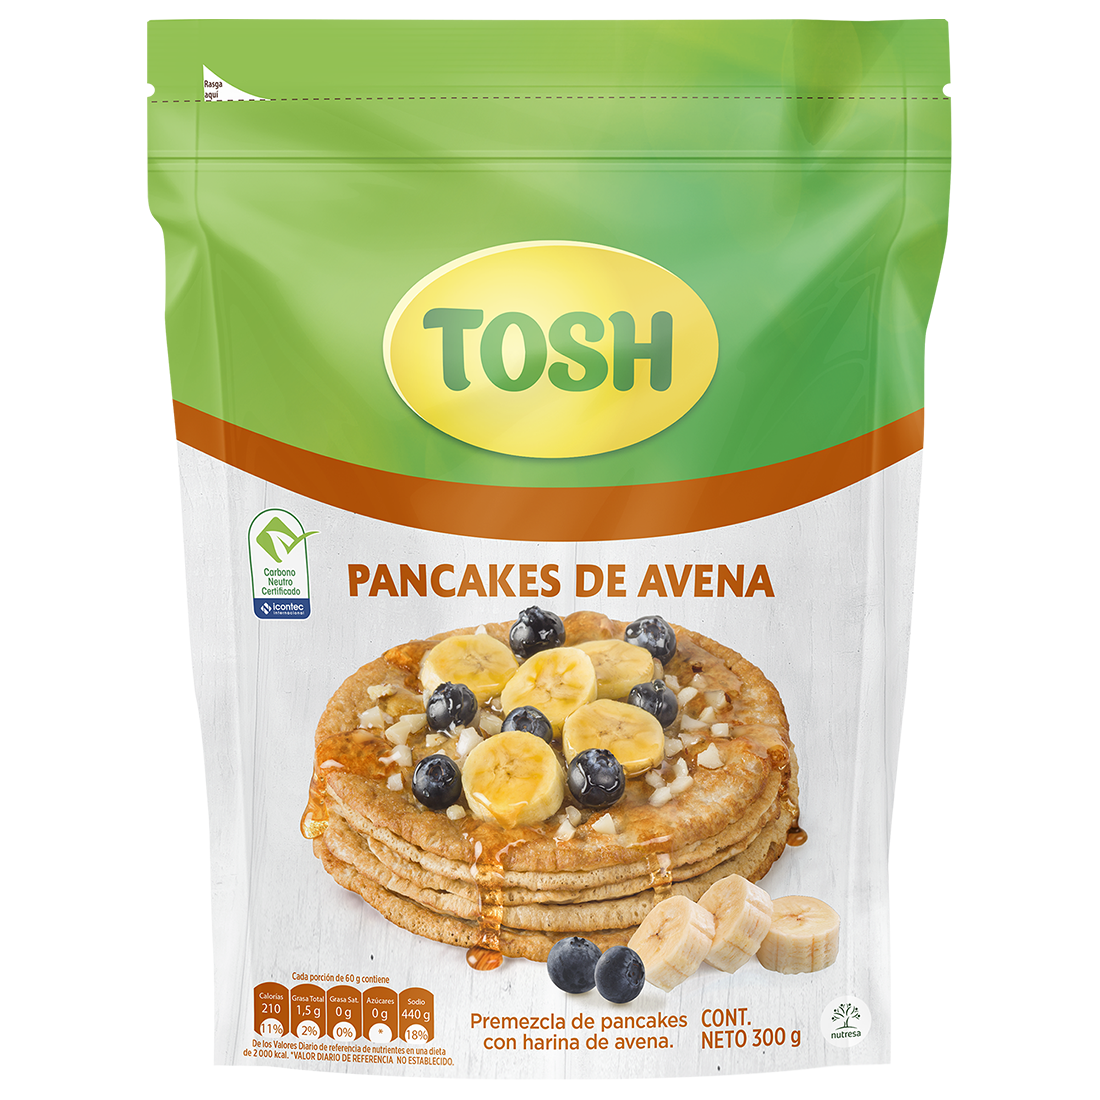 Rasga
aquí
TOSH
Carbono
Neutro
Certificado
icontec
internacional
PANCAKES DE AVENA
Cada porción de 60 g contiene
Calorías Grasa Total Grasa Sat. Azúcares Sodio
210 1,5 g 0 g 0 g 440 g
11% 2% 0% * 18%
De los Valores Diario de referencia de nutrientes en una dieta
de 2 000 kcal. *VALOR DIARIO DE REFERENCIA NO ESTABLECIDO.
Premezcla de pancakes
con harina de avena.
CONT.
NETO 300 g
nutresa